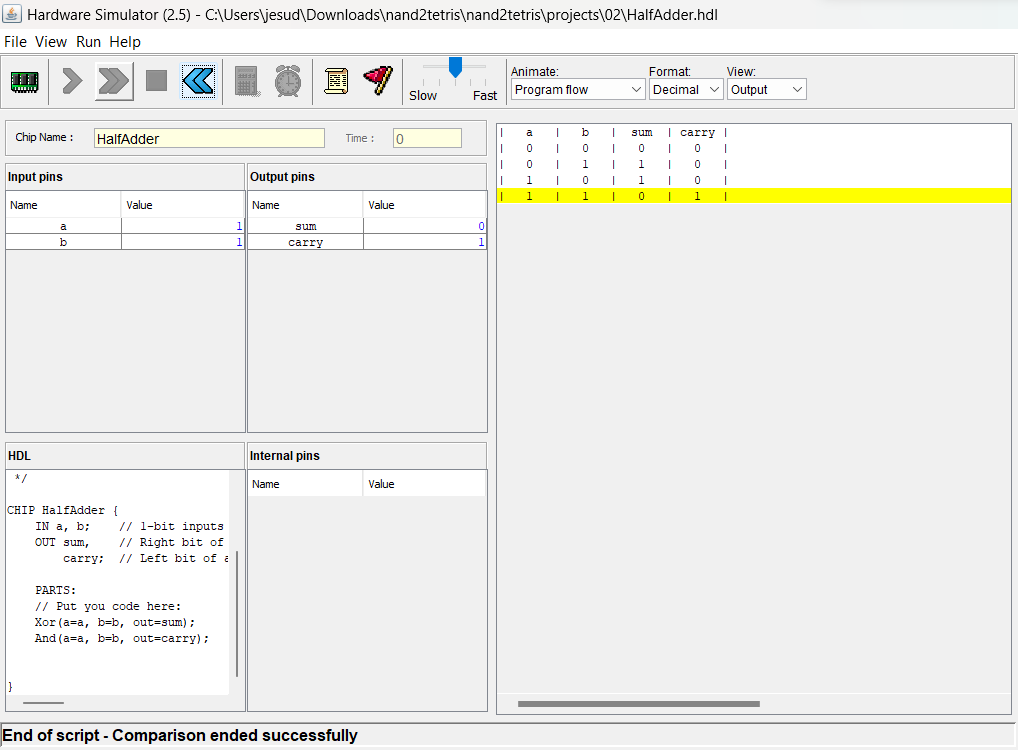 Hardware Simulator (2.5) - C:\Users\jesud\Downloads\nand2tetris\nand2tetris\projects\02\HalfAdder.hdl
File View Run Help
Slow Fast
Animate: Format: View:
Program flow Decimal Output
Chip Name : HalfAdder Time : 0
Input pins Output pins
Name Value Name Value
a 1 sum 0
b 1 carry 1
| a | b | sum | carry |
| 0 | 0 | 0 | 0 |
| 0 | 1 | 1 | 0 |
| 1 | 0 | 1 | 0 |
| 1 | 1 | 0 | 1 |
HDL
*/
CHIP HalfAdder {
IN a, b; // 1-bit inputs
OUT sum, // Right bit of
carry; // Left bit of a
PARTS:
// Put you code here:
Xor(a=a, b=b, out=sum);
And(a=a, b=b, out=carry);
}
Internal pins
Name Value
End of script - Comparison ended successfully